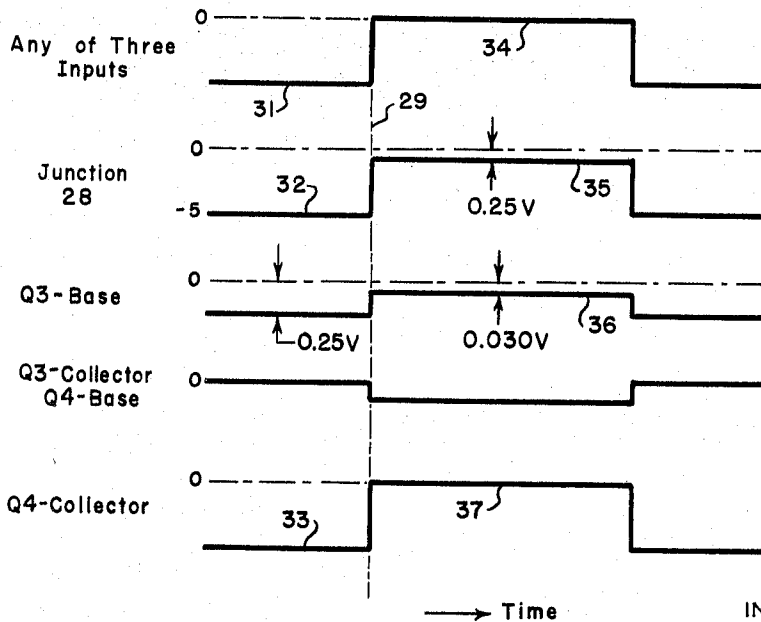 0
Any of Three
Inputs
34
31
29
0
Junction
28
32
35
-5
0.25V
0
Q3-Base
36
0.25V
0.030V
Q3-Collector
Q4-Base
0
0
Q4-Collector
33
37
Time
IN